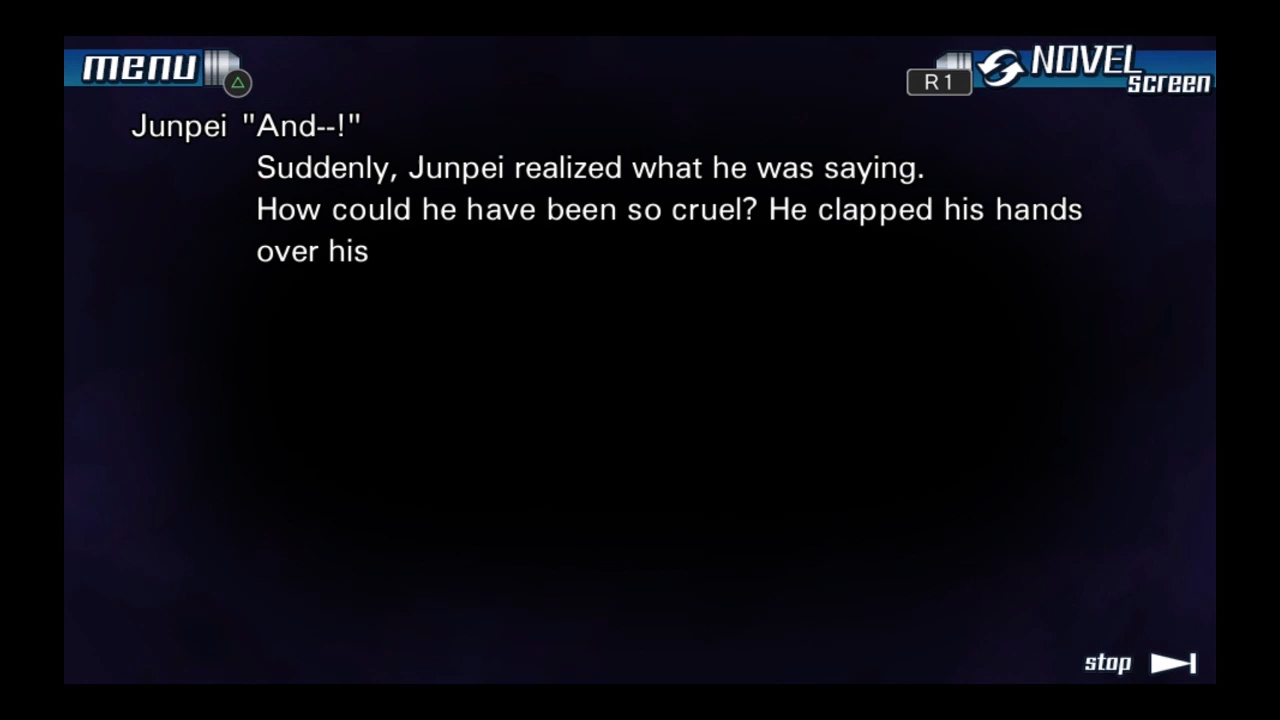 menu
R1
NOVEL
screen
Junpei "And--!"
Suddenly, Junpei realized what he was saying.
How could he have been so cruel? He clapped his hands
over his
stop